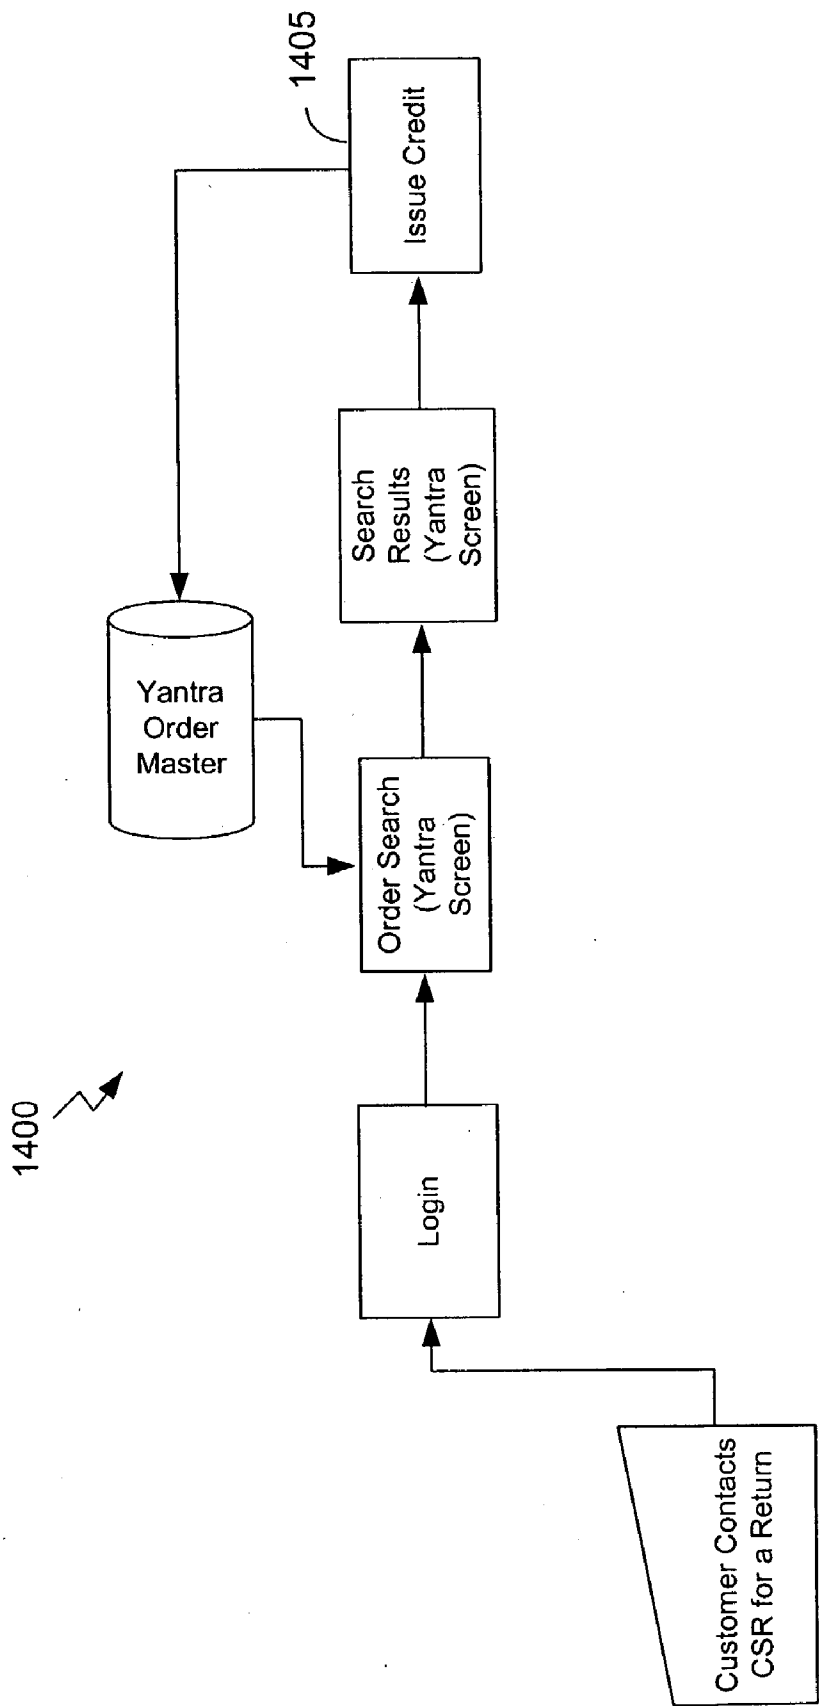 1400
1405
Yantra
Order
Master
Customer Contacts
CSR for a Return
Login
Order Search
(Yantra
Screen)
Search
Results
(Yantra
Screen)
Issue Credit